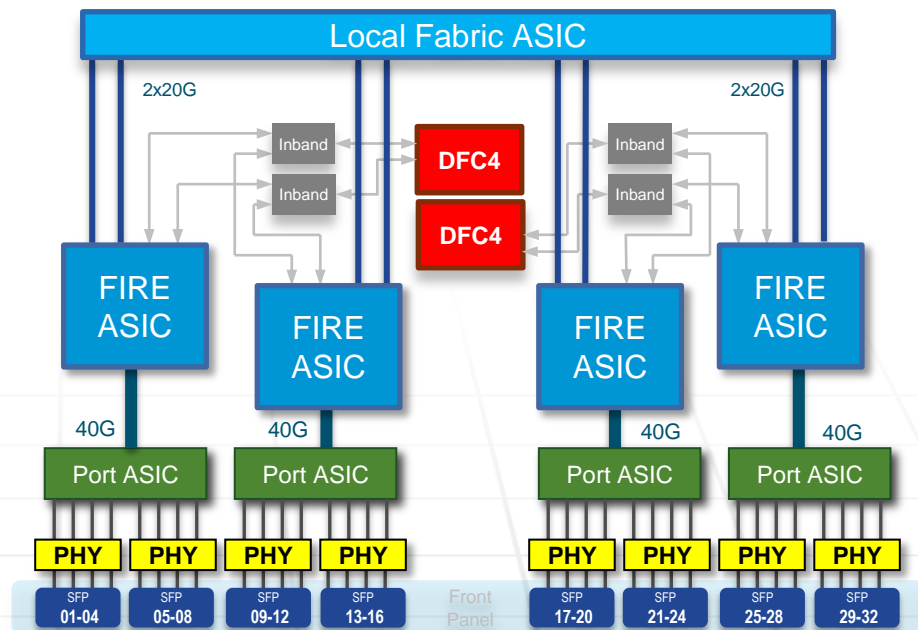 Local Fabric ASIC
2x20G
2x20G
Inband
Inband
DFC4
DFC4
Inband
Inband
FIRE
ASIC
FIRE
ASIC
FIRE
ASIC
FIRE
ASIC
40G
40G
40G
40G
Port ASIC
Port ASIC
Port ASIC
Port ASIC
PHY
PHY
PHY
PHY
PHY
PHY
PHY
PHY
SFP
01-04
SFP
05-08
SFP
09-12
SFP
13-16
Front
Panel
SFP
17-20
SFP
21-24
SFP
25-28
SFP
29-32